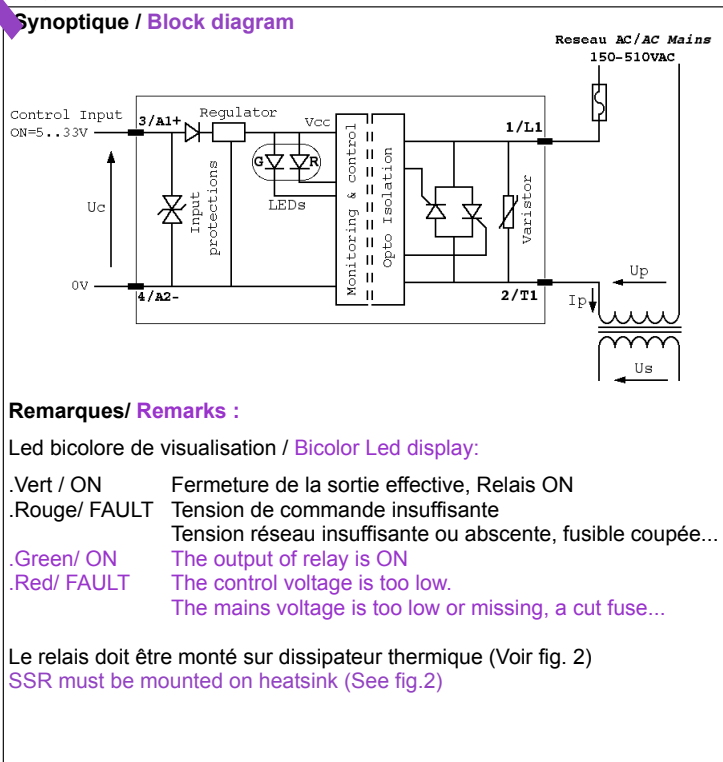 Synoptique / Block diagram
Reseau AC/AC Mains
150-510VAC
Control Input
ON=5..33V
3/A1+
Regulator
Vcc
1/L1
G
R
LEDs
Uc
Input
protections
Monitoring & control
Opto Isolation
Varistor
0V
4/A2-
2/T1
Up
Ip
Us
Remarques/ Remarks :
Led bicolore de visualisation / Bicolor Led display:
.Vert / ON Fermeture de la sortie effective, Relais ON
.Rouge/ FAULT Tension de commande insuffisante
Tension réseau insuffisante ou abscente, fusible coupée...
.Green/ ON The output of relay is ON
.Red/ FAULT The control voltage is too low.
The mains voltage is too low or missing, a cut fuse...
Le relais doit être monté sur dissipateur thermique (Voir fig. 2)
SSR must be mounted on heatsink (See fig.2)